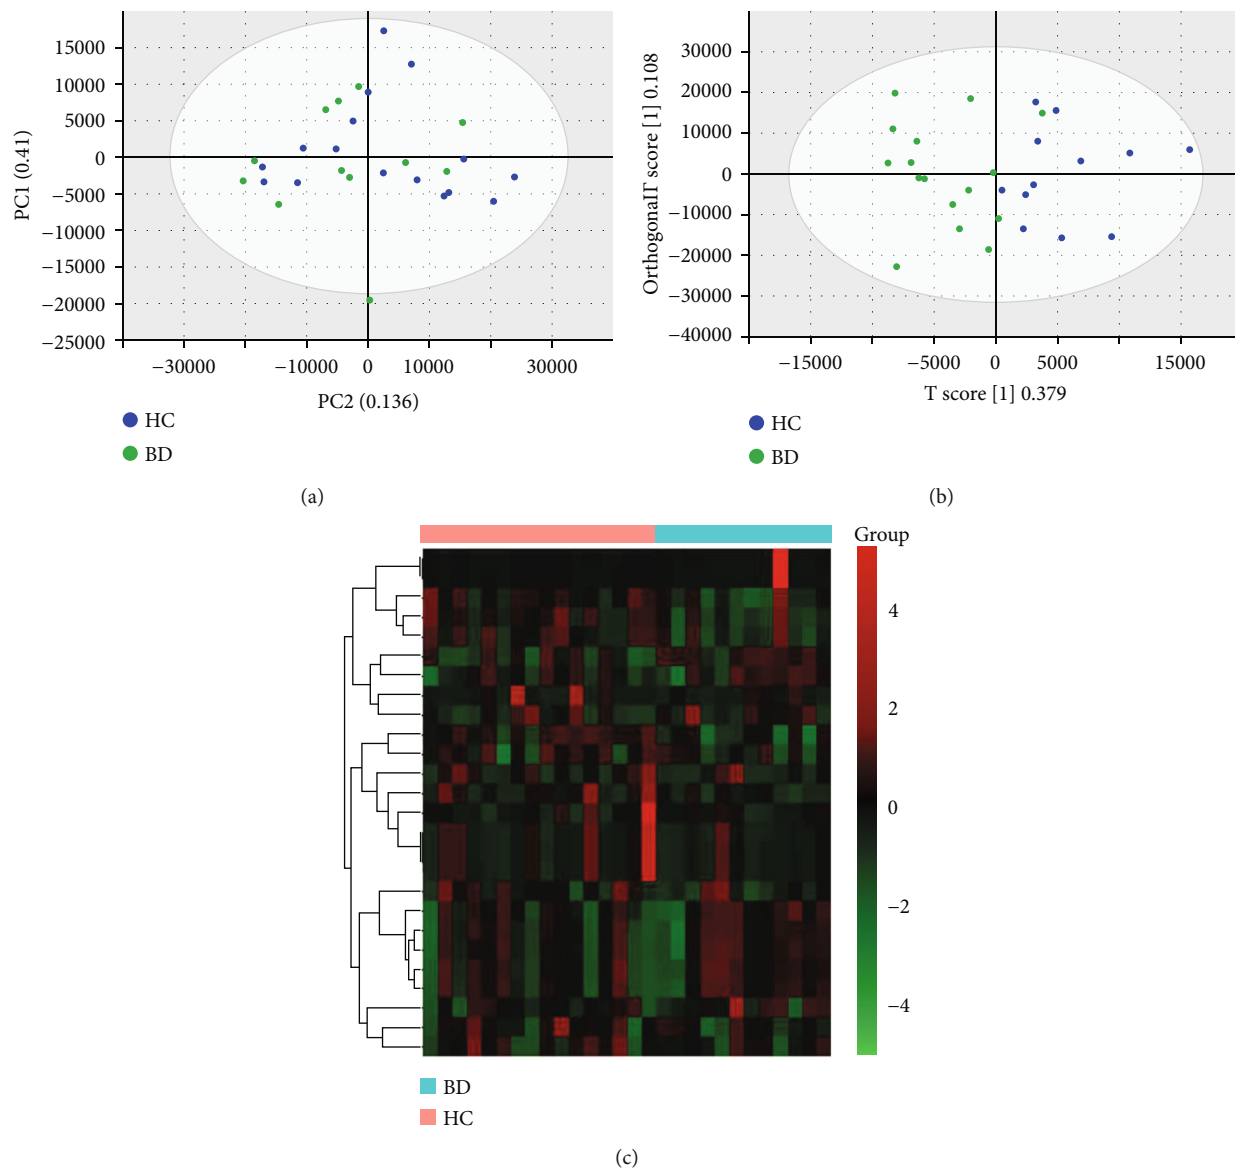 15000
10000
5000
0
−5000
−10000
−15000
−20000
−25000
PC1 (0.41)
−30000 −10000 0 10000 30000
PC2 (0.136)
HC
BD
(a)
30000
20000
10000
0
−10000
−20000
−30000
−40000
OrthogonalΓ score [1] 0.108
−15000 −5000 0 5000 15000
T score [1] 0.379
HC
BD
(b)
Group
4
2
0
−2
−4
BD
HC
(c)